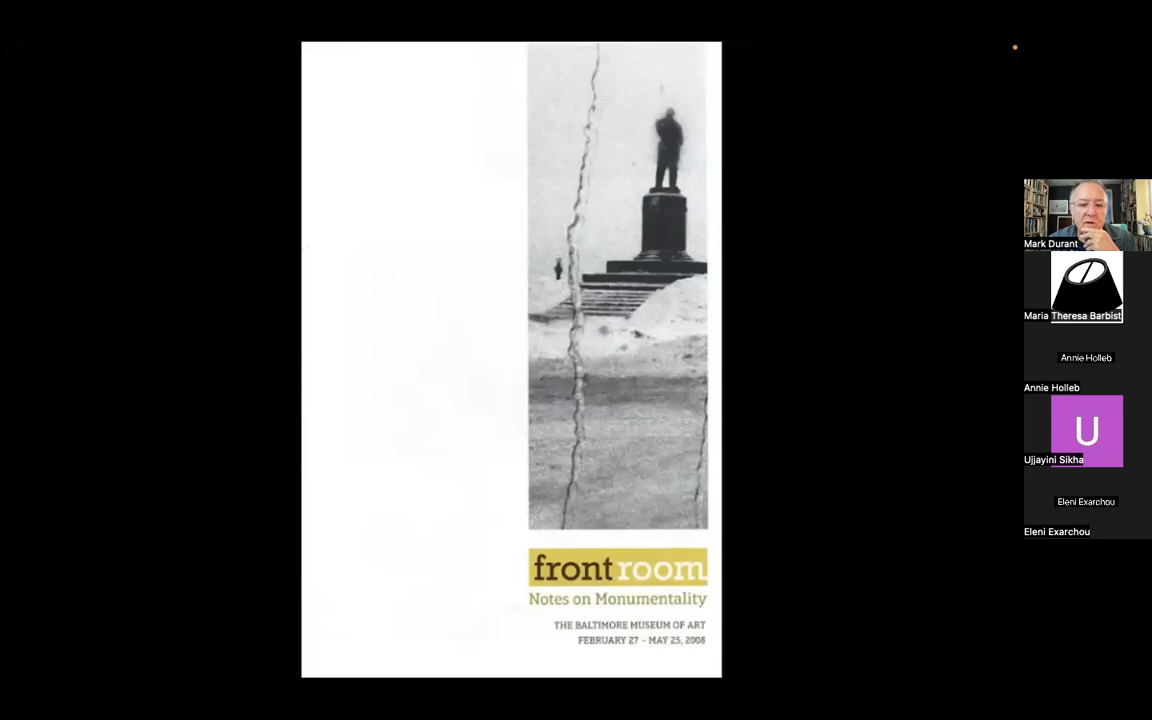 front room
Notes on Monumentality
THE BALTIMORE MUSEUM OF ART
FEBRUARY 27 – MAY 25, 2008
Mark Durant
Maria Theresa Barbist
Annie Holleb
Annie Holleb
U
Ujjayini Sikha
Eleni Exarchou
Eleni Exarchou